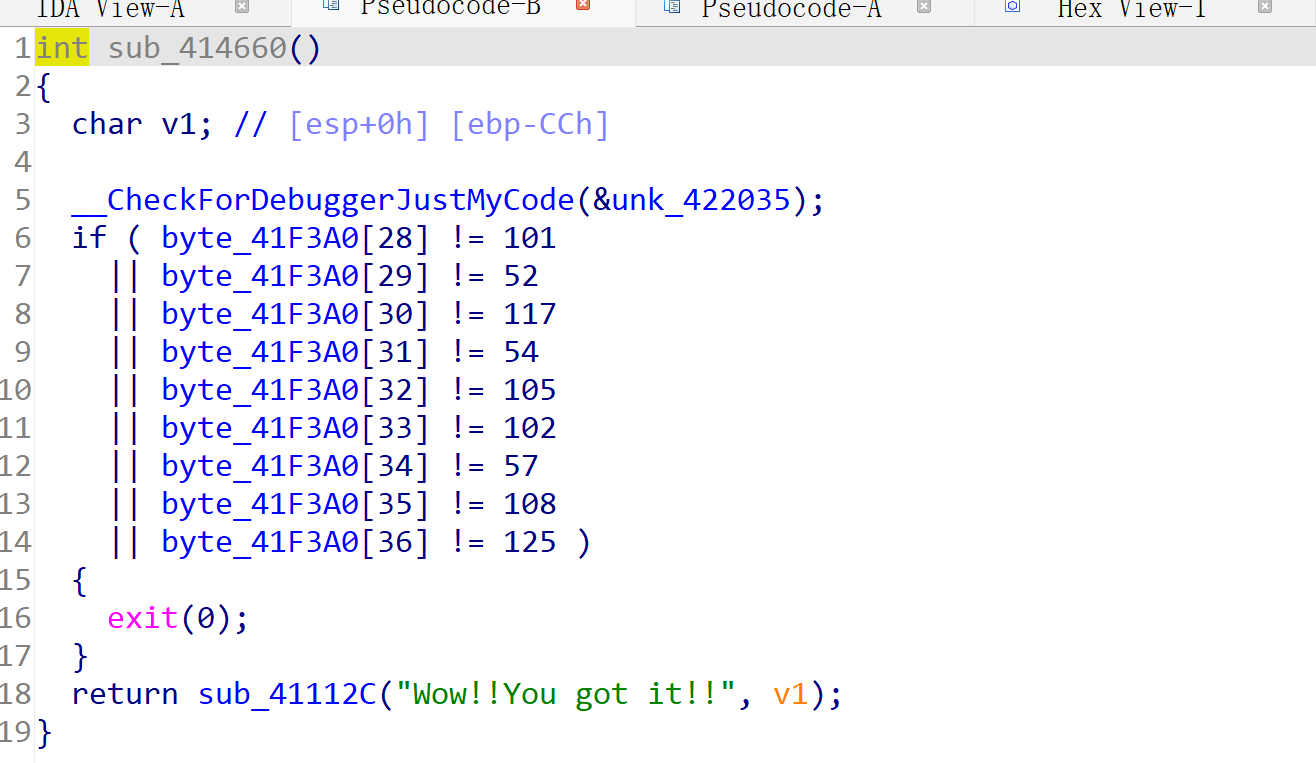 IDA View-A Pseudocode-B Pseudocode-A Hex View-1
1 int sub_414660()
2 {
3 char v1; // [esp+0h] [ebp-CCh]
4
5 __CheckForDebuggerJustMyCode(&unk_422035);
6 if ( byte_41F3A0[28] != 101
7 || byte_41F3A0[29] != 52
8 || byte_41F3A0[30] != 117
9 || byte_41F3A0[31] != 54
10 || byte_41F3A0[32] != 105
11 || byte_41F3A0[33] != 102
12 || byte_41F3A0[34] != 57
13 || byte_41F3A0[35] != 108
14 || byte_41F3A0[36] != 125 )
15 {
16 exit(0);
17 }
18 return sub_41112C("Wow!!You got it!!", v1);
19 }